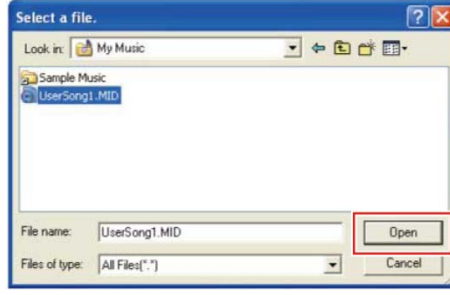 Select a file.
Look in: My Music
Sample Music
UserSong1.MID
File name: UserSong1.MID Open
Files of type: All Files(*.*) Cancel